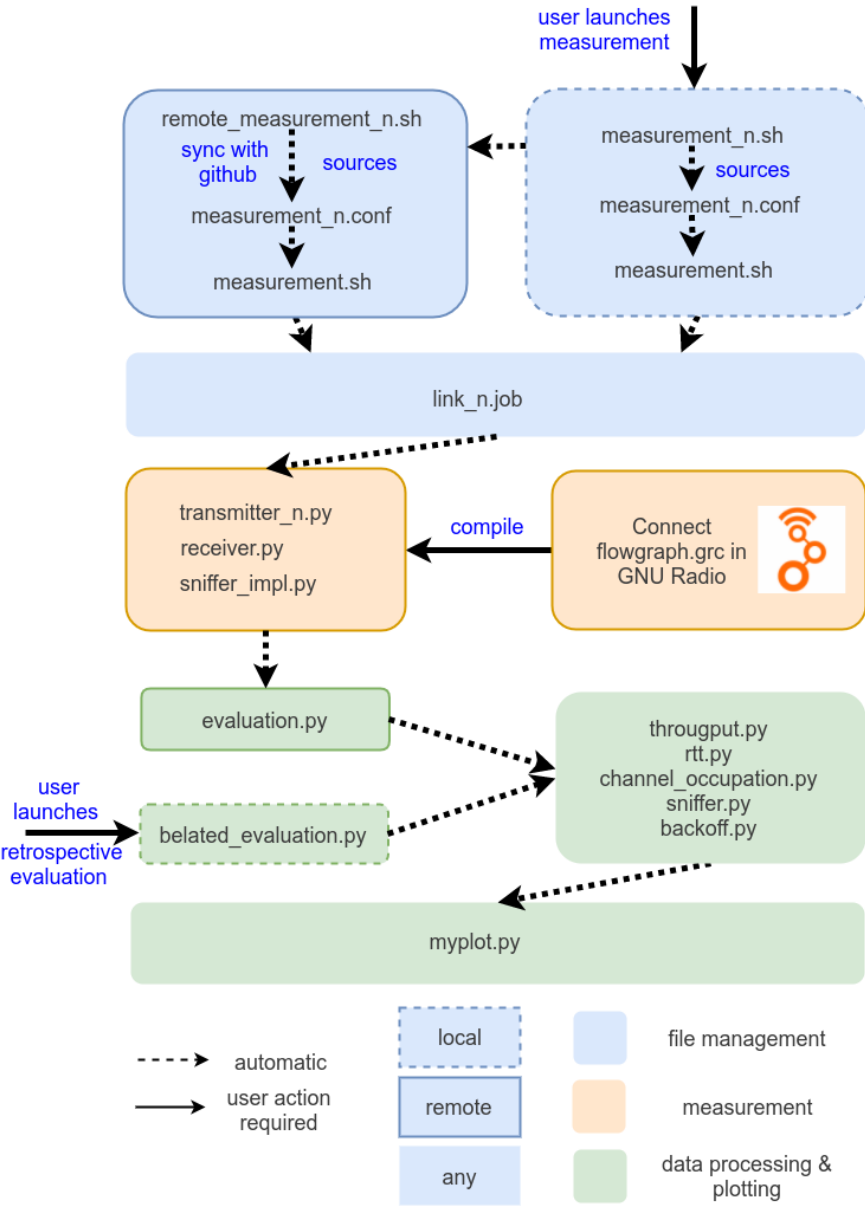 user launches
measurement
remote_measurement_n.sh
sync with
github
sources
measurement_n.conf
measurement.sh
measurement_n.sh
sources
measurement_n.conf
measurement.sh
link_n.job
transmitter_n.py
receiver.py
sniffer_impl.py
compile
Connect
flowgraph.grc in
GNU Radio
evaluation.py
througput.py
rtt.py
channel_occupation.py
sniffer.py
backoff.py
user
launches
retrospective
evaluation
belated_evaluation.py
myplot.py
automatic
user action
required
local
remote
any
file management
measurement
data processing &
plotting